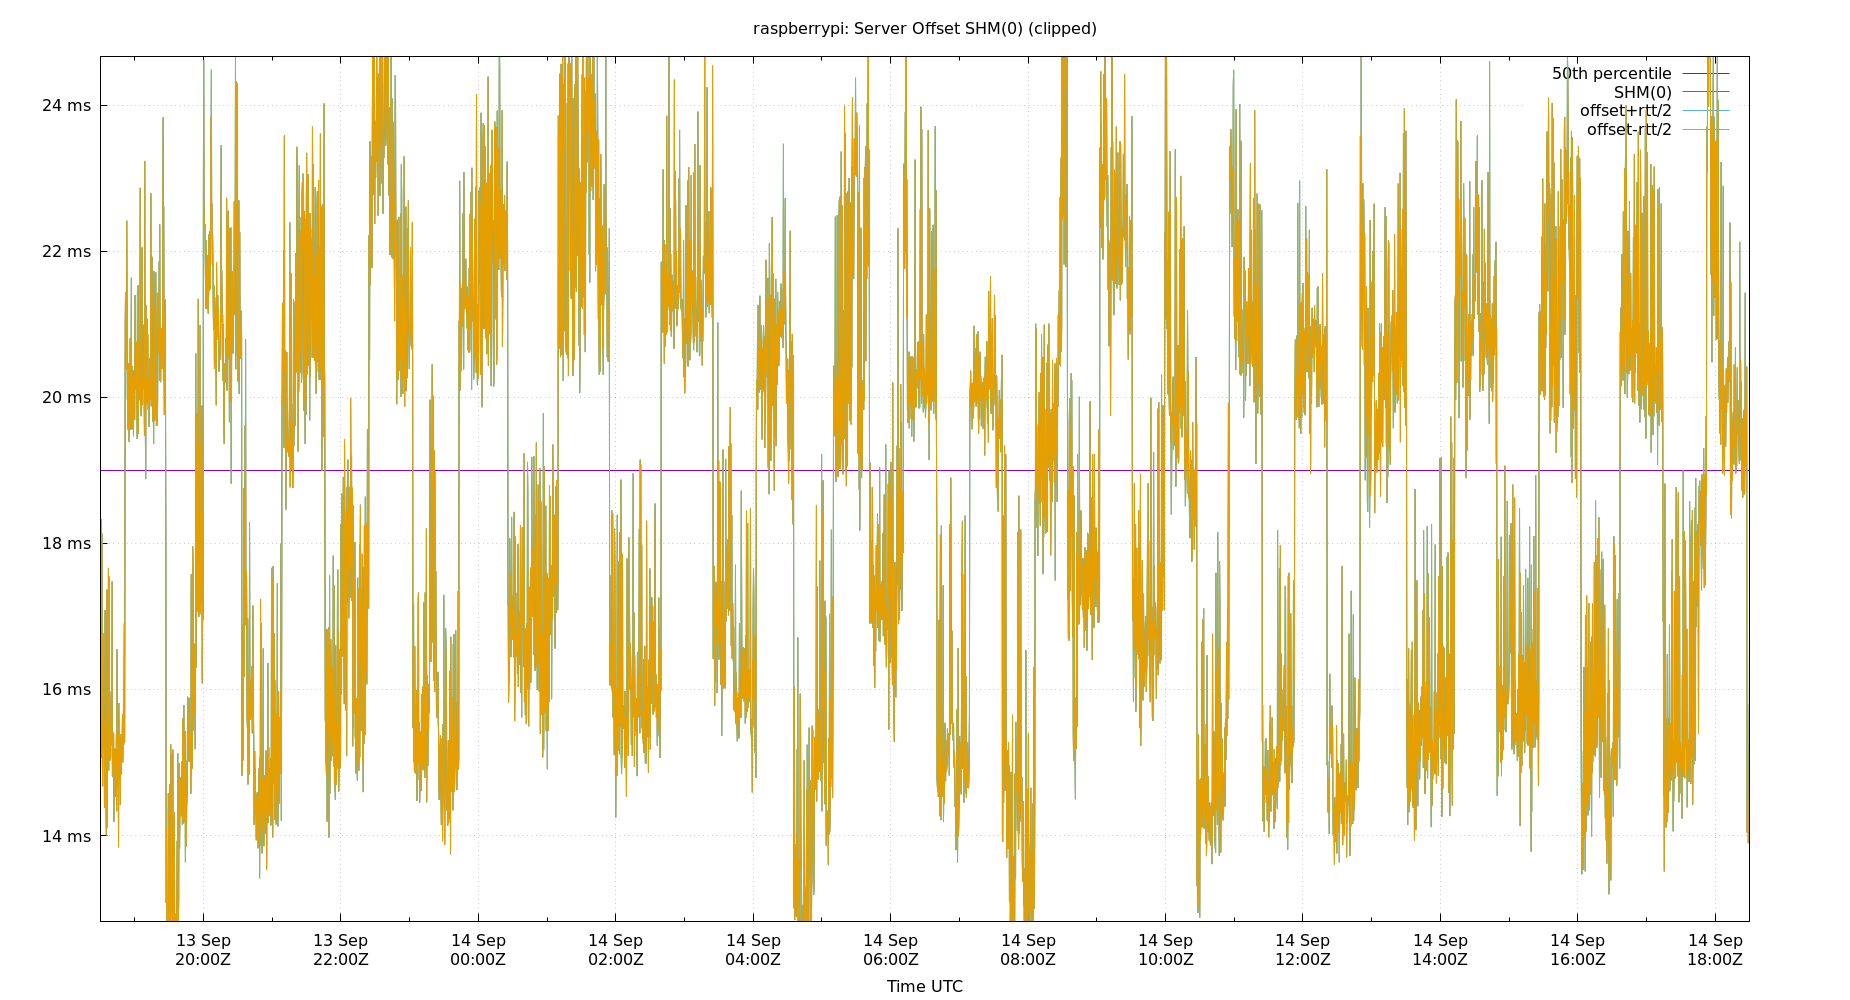 raspberrypi: Server Offset SHM(0) (clipped)
50th percentile
SHM(0)
offset+rtt/2
offset-rtt/2
24 ms
22 ms
20 ms
18 ms
16 ms
14 ms
13 Sep 13 Sep 14 Sep 14 Sep 14 Sep 14 Sep 14 Sep 14 Sep 14 Sep 14 Sep 14 Sep 14 Sep
20:00Z 22:00Z 00:00Z 02:00Z 04:00Z 06:00Z 08:00Z 10:00Z 12:00Z 14:00Z 16:00Z 18:00Z
Time UTC